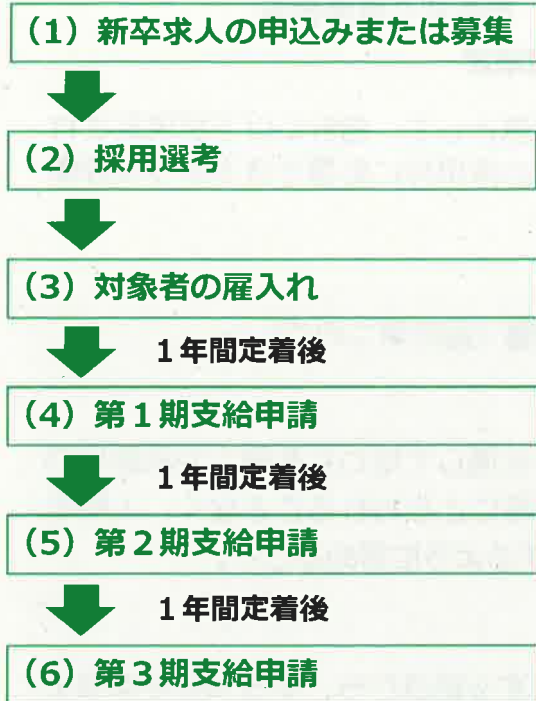 (1) 新卒求人の申込みまたは募集
(2) 採用選考
(3) 対象者の雇入れ
１年間定着後
(4) 第１期支給申請
１年間定着後
(5) 第２期支給申請
１年間定着後
(6) 第３期支給申請